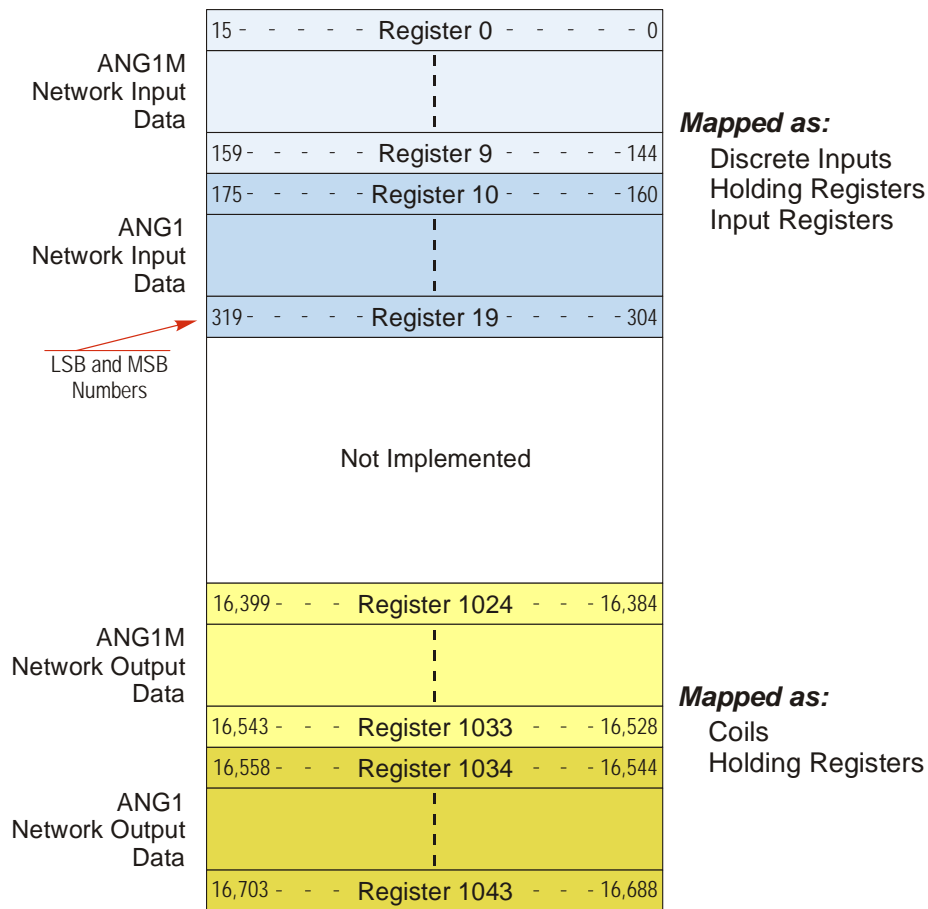 15 - - - - - Register 0 - - - - - 0
ANG1M
Network Input
Data
159 - - - - - Register 9 - - - - - 144
Mapped as:
Discrete Inputs
Holding Registers
Input Registers
175 - - - - - Register 10 - - - - - 160
ANG1
Network Input
Data
319 - - - - - Register 19 - - - - - 304
LSB and MSB
Numbers
Not Implemented
16,399 - - - Register 1024 - - - 16,384
ANG1M
Network Output
Data
16,543 - - - Register 1033 - - - 16,528
Mapped as:
Coils
Holding Registers
16,558 - - - Register 1034 - - - 16,544
ANG1
Network Output
Data
16,703 - - - Register 1043 - - - 16,688